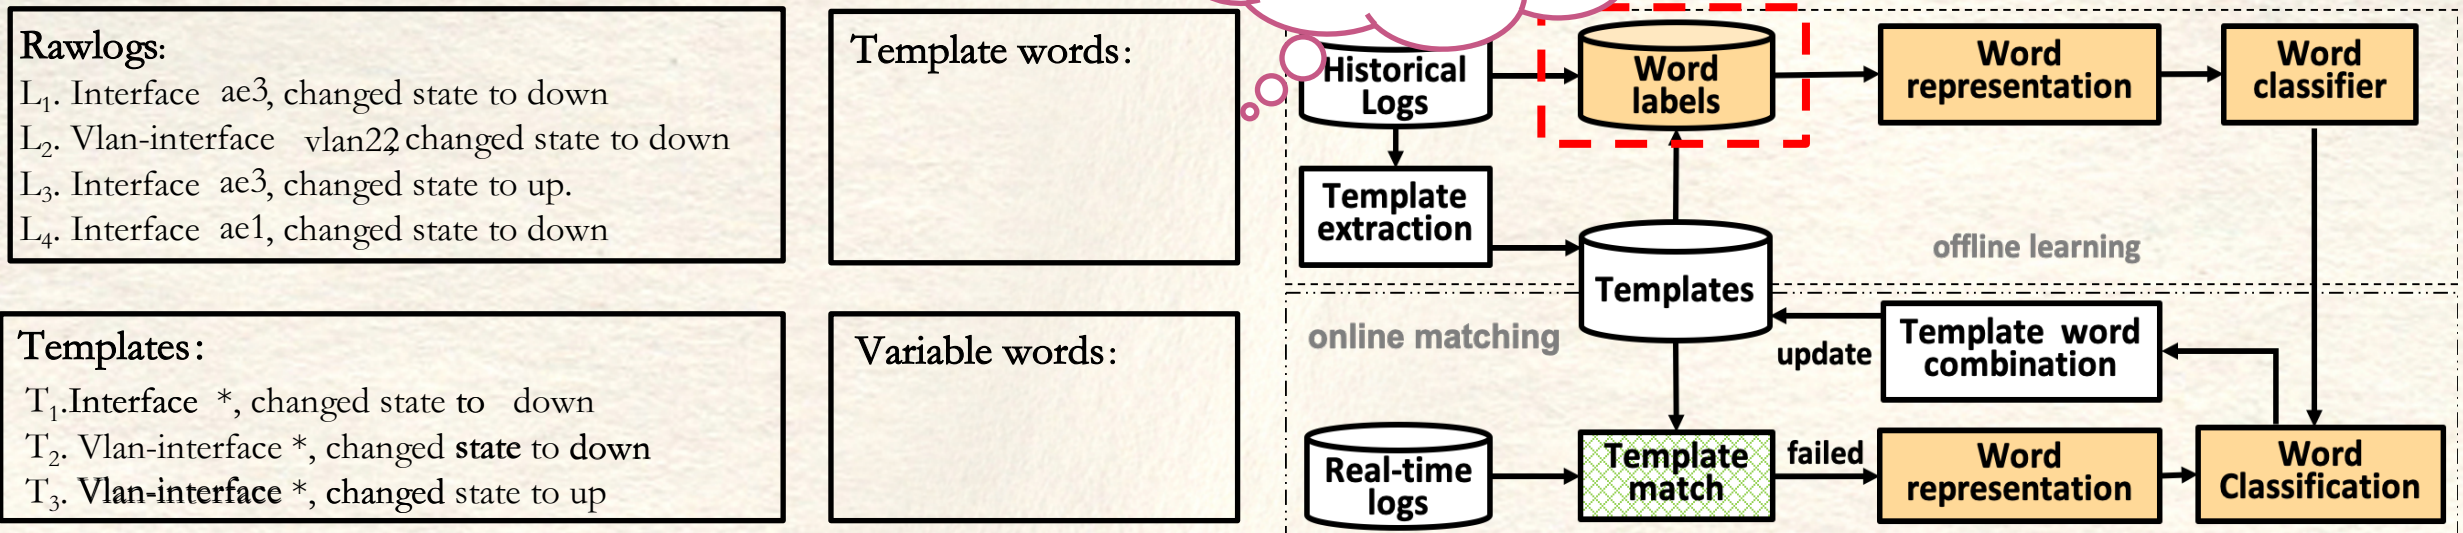 Rawlogs:
L1. Interface ae3, changed state to down
L2. Vlan-interface vlan22, changed state to down
L3. Interface ae3, changed state to up.
L4. Interface ae1, changed state to down
Templates:
T1.Interface *, changed state to down
T2. Vlan-interface *, changed state to down
T3. Vlan-interface *, changed state to up
Template words:
Variable words:
Historical
Logs
Word
labels
Word
representation
Word
classifier
Template
extraction
offline learning
Templates
online matching
update
Template word
combination
Real-time
logs
Template
match
failed
Word
representation
Word
Classification